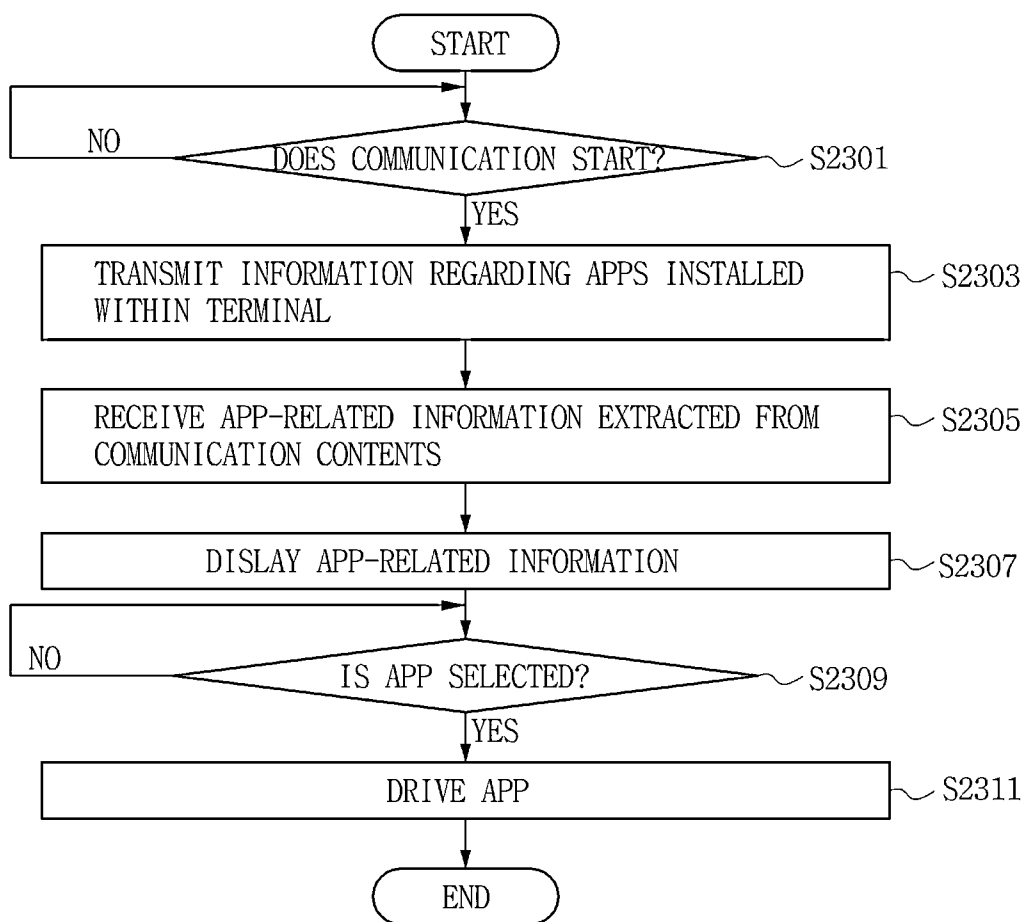 START
NO
DOES COMMUNICATION START?
S2301
YES
TRANSMIT INFORMATION REGARDING APPS INSTALLED
WITHIN TERMINAL
S2303
RECEIVE APP-RELATED INFORMATION EXTRACTED FROM
COMMUNICATION CONTENTS
S2305
DISLAY APP-RELATED INFORMATION
S2307
NO
IS APP SELECTED?
S2309
YES
DRIVE APP
S2311
END